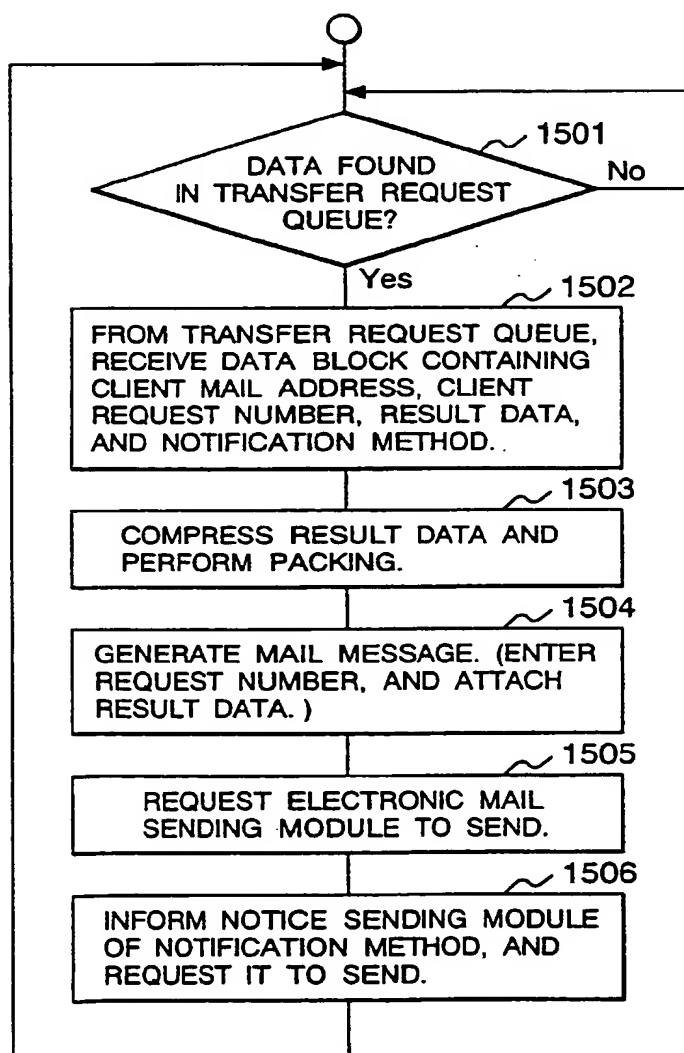 1501
DATA FOUND
IN TRANSFER REQUEST
QUEUE?
No
Yes
1502
FROM TRANSFER REQUEST QUEUE,
RECEIVE DATA BLOCK CONTAINING
CLIENT MAIL ADDRESS, CLIENT
REQUEST NUMBER, RESULT DATA,
AND NOTIFICATION METHOD.
1503
COMPRESS RESULT DATA AND
PERFORM PACKING.
1504
GENERATE MAIL MESSAGE. (ENTER
REQUEST NUMBER, AND ATTACH
RESULT DATA. )
1505
REQUEST ELECTRONIC MAIL
SENDING MODULE TO SEND.
1506
INFORM NOTICE SENDING MODULE
OF NOTIFICATION METHOD, AND
REQUEST IT TO SEND.